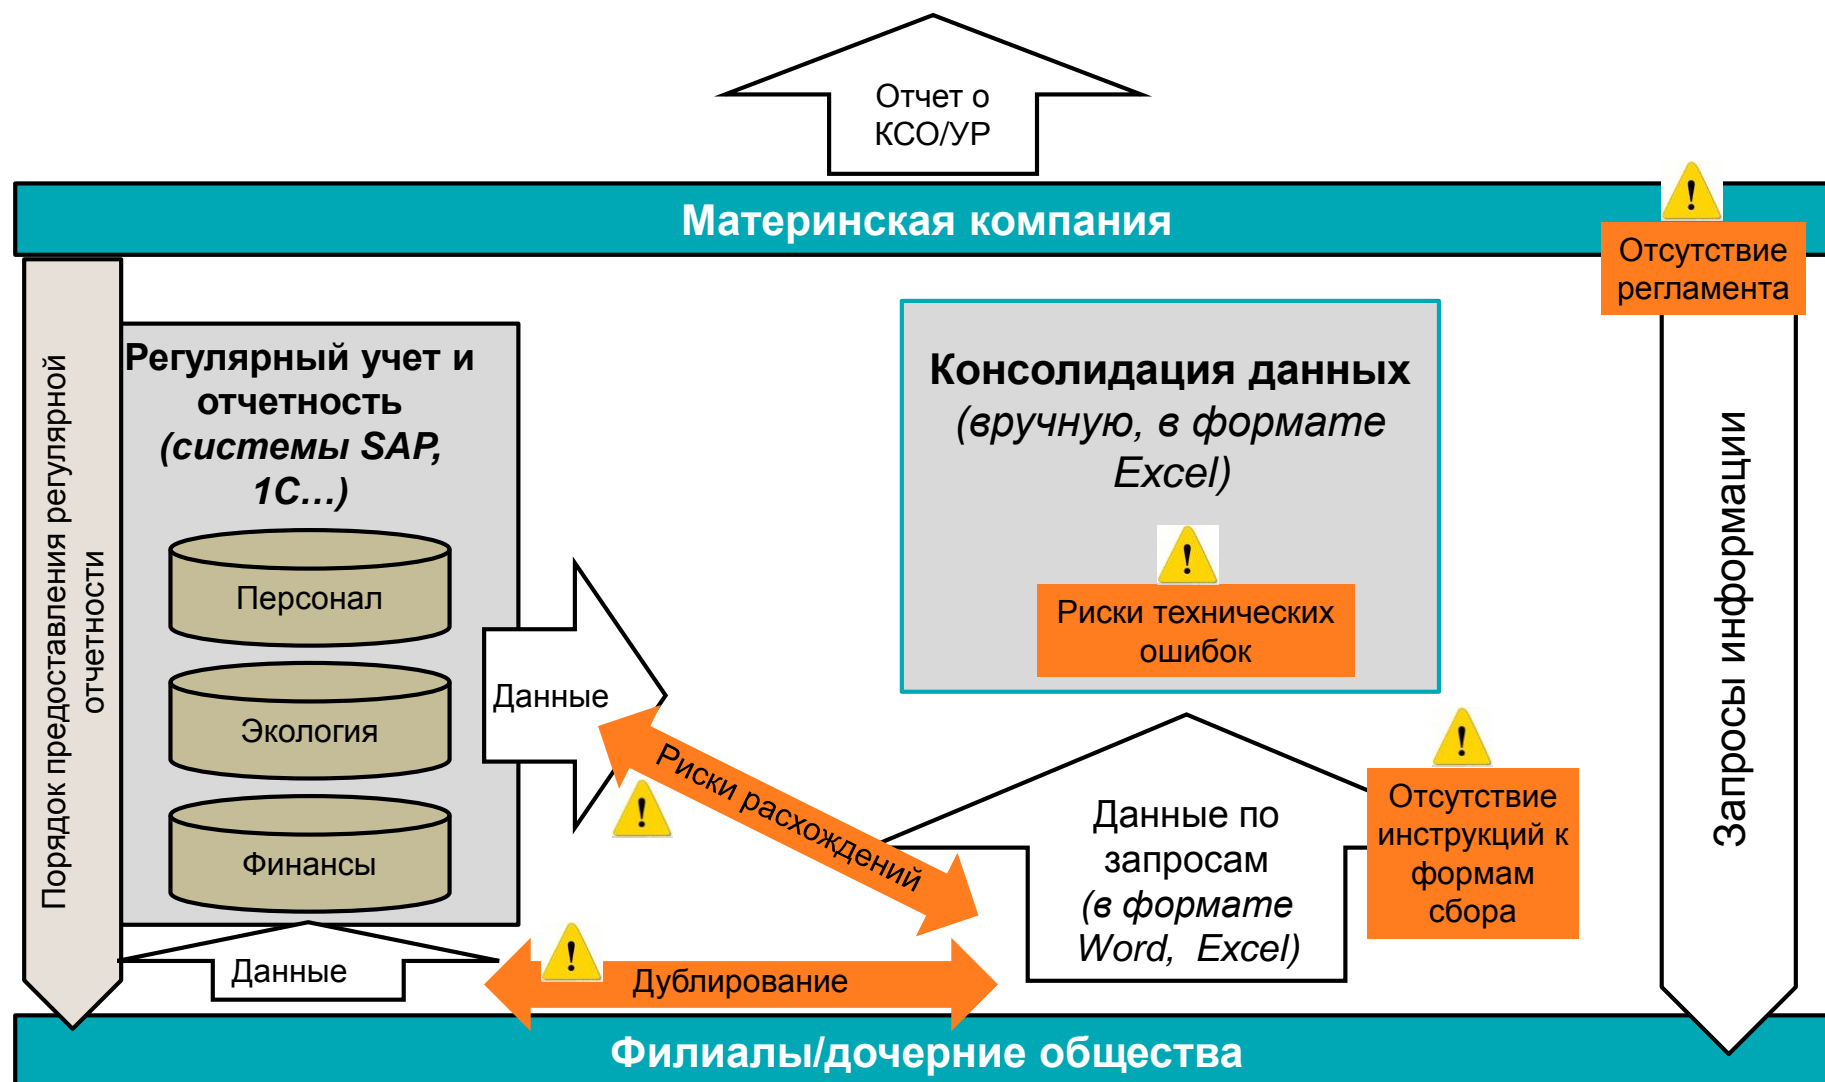 Отчет о
КСО/УР
Материнская компания
!
Отсутствие
регламента
Порядок предоставления регулярной
отчетности
Регулярный учет и
отчетность
(системы SAP,
1С…)
Персонал
Экология
Финансы
Данные
Консолидация данных
(вручную, в формате
Excel)
!
Риски технических
ошибок
Запросы информации
Риски расхождений
!
Данные по
запросам
(в формате
Word, Excel)
!
Отсутствие
инструкций к
формам
сбора
Данные
!
Дублирование
Филиалы/дочерние общества